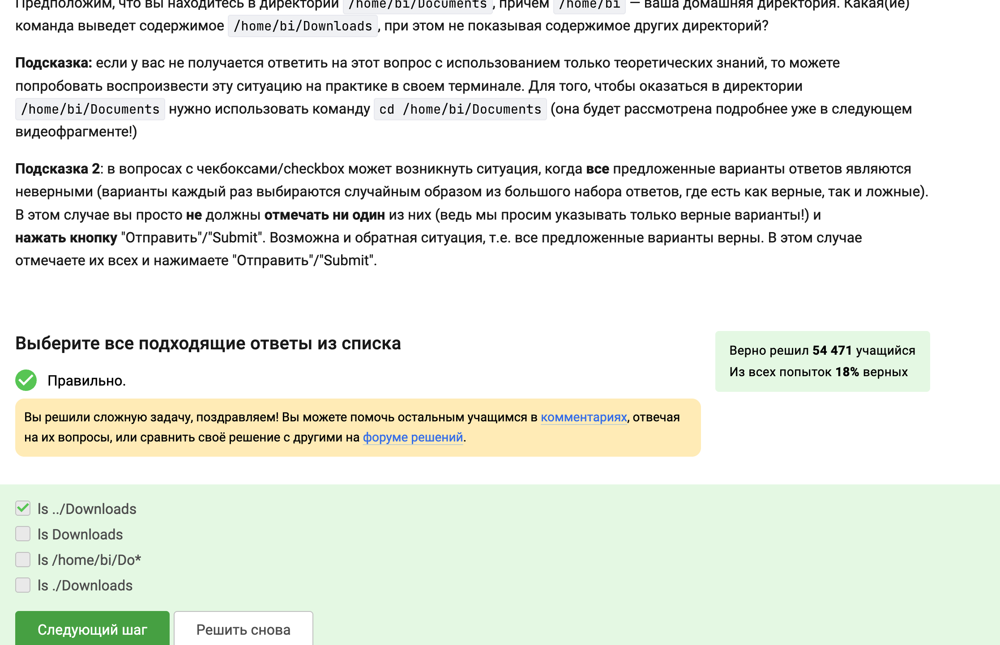 Предположим, что вы находитесь в директории /home/bi/Documents, причем /home/bi — ваша домашняя директория. Какая(ие)
команда выведет содержимое /home/bi/Downloads, при этом не показывая содержимое других директорий?
Подсказка: если у вас не получается ответить на этот вопрос с использованием только теоретических знаний, то можете
попробовать воспроизвести эту ситуацию на практике в своем терминале. Для того, чтобы оказаться в директории
/home/bi/Documents нужно использовать команду cd /home/bi/Documents (она будет рассмотрена подробнее уже в следующем
видеофрагменте!)
Подсказка 2: в вопросах с чекбоксами/checkbox может возникнуть ситуация, когда все предложенные варианты ответов являются
неверными (варианты каждый раз выбираются случайным образом из большого набора ответов, где есть как верные, так и ложные).
В этом случае вы просто не должны отмечать ни один из них (ведь мы просим указывать только верные варианты!) и
нажать кнопку "Отправить"/"Submit". Возможна и обратная ситуация, т.е. все предложенные варианты верны. В этом случае
отмечаете их всех и нажимаете "Отправить"/"Submit".
Выберите все подходящие ответы из списка
Верно решил 54 471 учащийся
Из всех попыток 18% верных
Правильно.
Вы решили сложную задачу, поздравляем! Вы можете помочь остальным учащимся в комментариях, отвечая
на их вопросы, или сравнить своё решение с другими на форуме решений.
ls ../Downloads
ls Downloads
ls /home/bi/Do*
ls ./Downloads
Следующий шаг
Решить снова